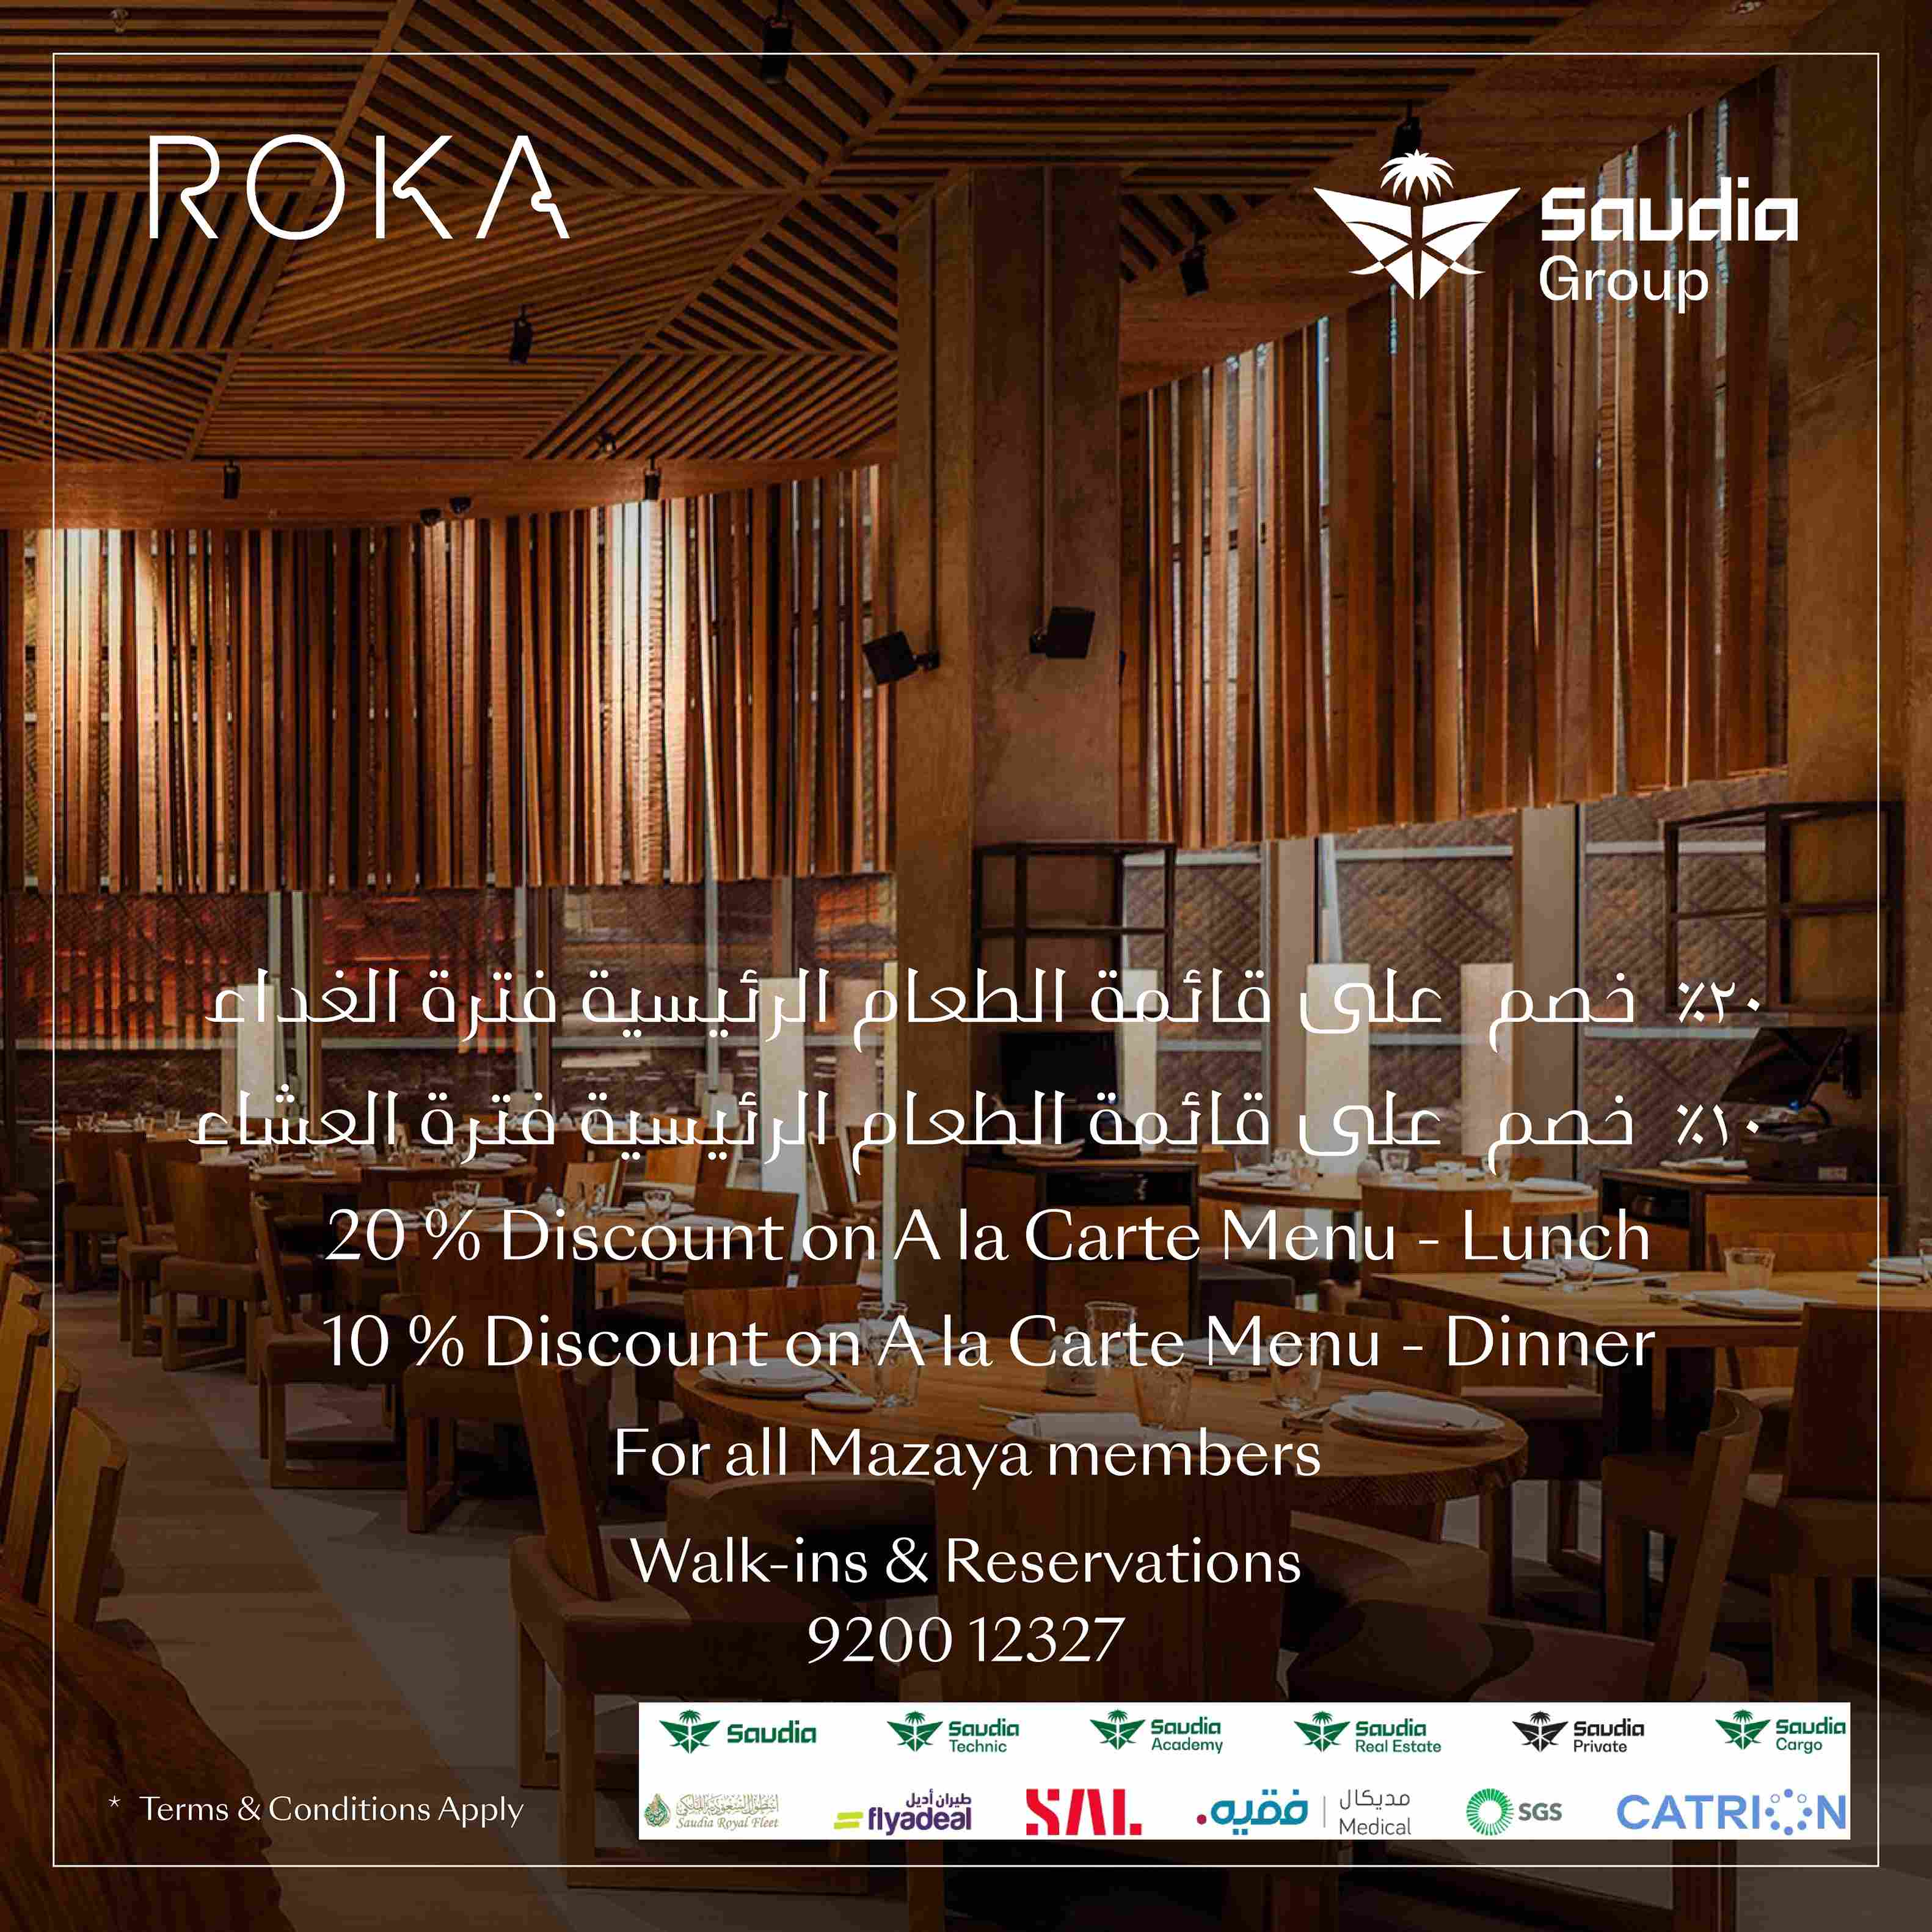 ROKA
Saudia
Group
٢٠٪ خصم على قائمة الطعام الرئيسية فترة الغداء
١٠٪ خصم على قائمة الطعام الرئيسية فترة العشاء
20 % Discount on A la Carte Menu - Lunch
10 % Discount on A la Carte Menu - Dinner
For all Mazaya members
Walk-ins & Reservations
9200 12327
* Terms & Conditions Apply
Saudia
Saudia
Technic
Saudia
Academy
Saudia
Real Estate
Saudia
Private
Saudia
Cargo
Saudia Royal Fleet
طيران أديل
flyadeal
SAL
فقيه
مديكال
Medical
SGS
CATRION